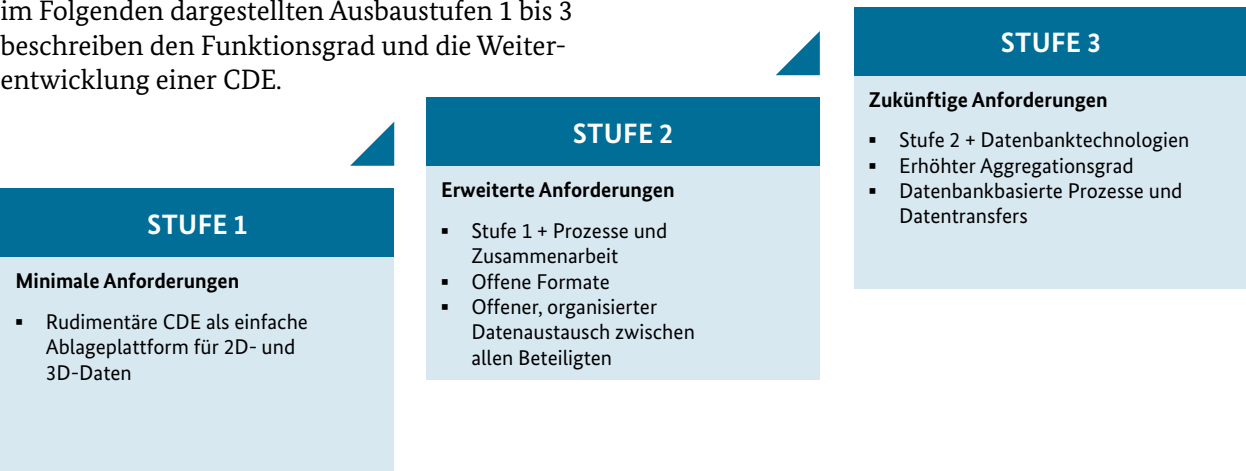 im Folgenden dargestellten Ausbaustufen 1 bis 3
beschreiben den Funktionsgrad und die Weiter-
entwicklung einer CDE.
STUFE 1
Minimale Anforderungen
▪ Rudimentäre CDE als einfache
Ablageplattform für 2D- und
3D-Daten
STUFE 2
Erweiterte Anforderungen
▪ Stufe 1 + Prozesse und
Zusammenarbeit
▪ Offene Formate
▪ Offener, organisierter
Datenaustausch zwischen
allen Beteiligten
STUFE 3
Zukünftige Anforderungen
▪ Stufe 2 + Datenbanktechnologien
▪ Erhöhter Aggregationsgrad
▪ Datenbankbasierte Prozesse und
Datentransfers